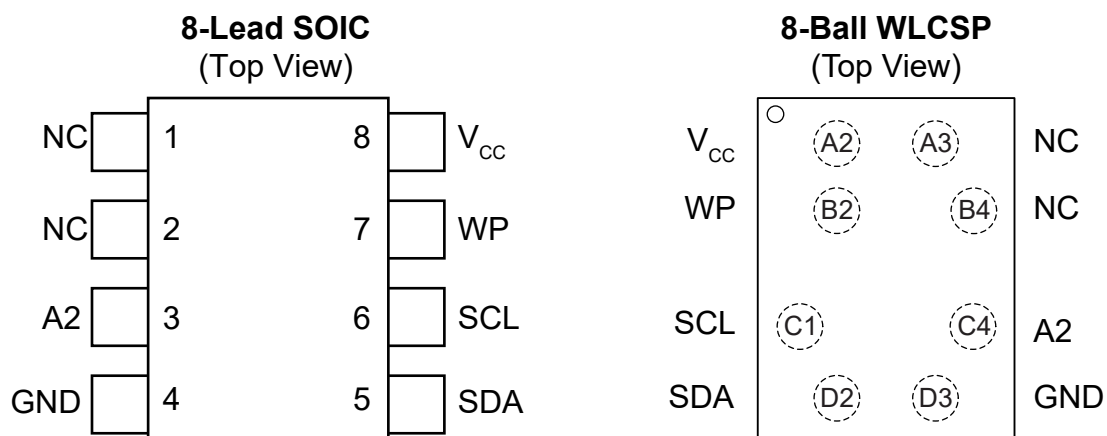 8-Lead SOIC
(Top View)
NC 1 8 VCC
NC 2 7 WP
A2 3 6 SCL
GND 4 5 SDA
8-Ball WLCSP
(Top View)
VCC A2 A3 NC
WP B2 B4 NC
SCL C1 C4 A2
SDA D2 D3 GND